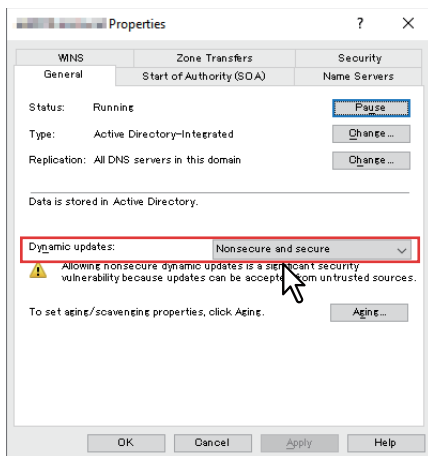 Properties ? ×
WINS Zone Transfers Security
General Start of Authority (SOA) Name Servers
Status: Running Pause
Type: Active Directory-Integrated Change...
Replication: All DNS servers in this domain Change...
Data is stored in Active Directory.
Dynamic updates: Nonsecure and secure
Allowing nonsecure dynamic updates is a significant security
vulnerability because updates can be accepted from untrusted sources.
To set aging/scavenging properties, click Aging. Aging...
OK Cancel Apply Help